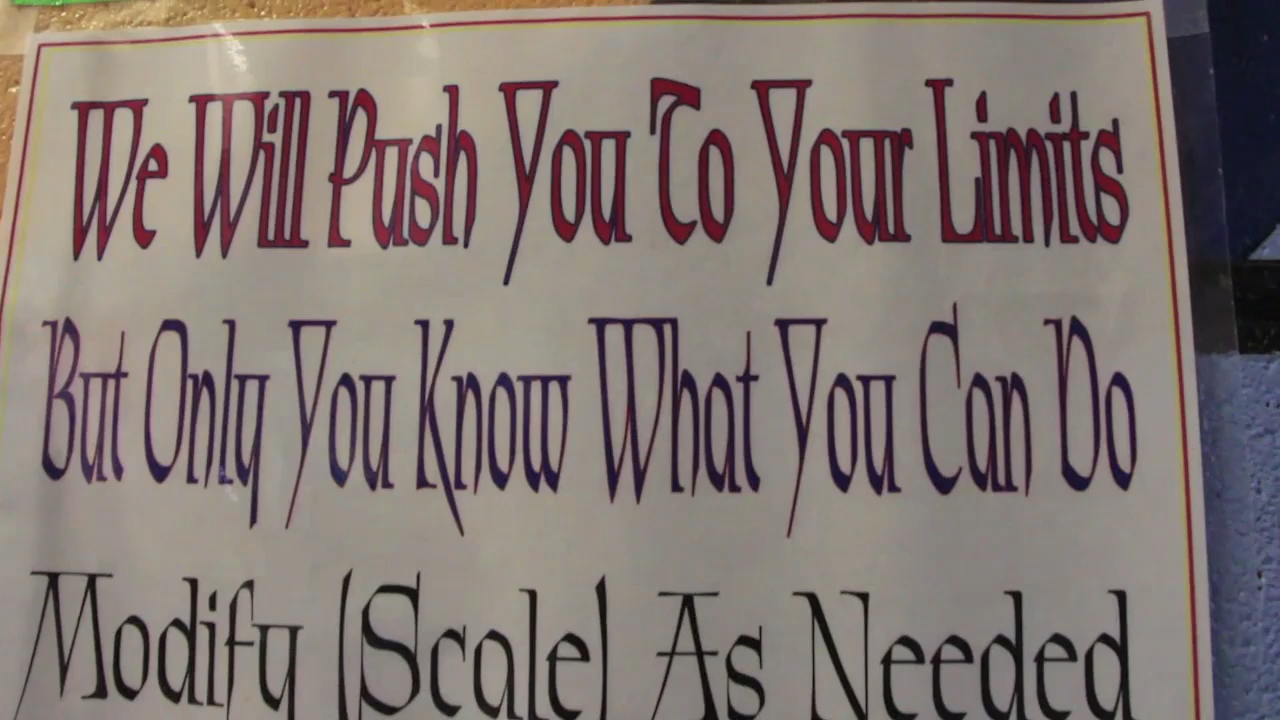 We Will Push You To Your Limits
But Only You Know What You Can Do
Modify (Scale) As Needed